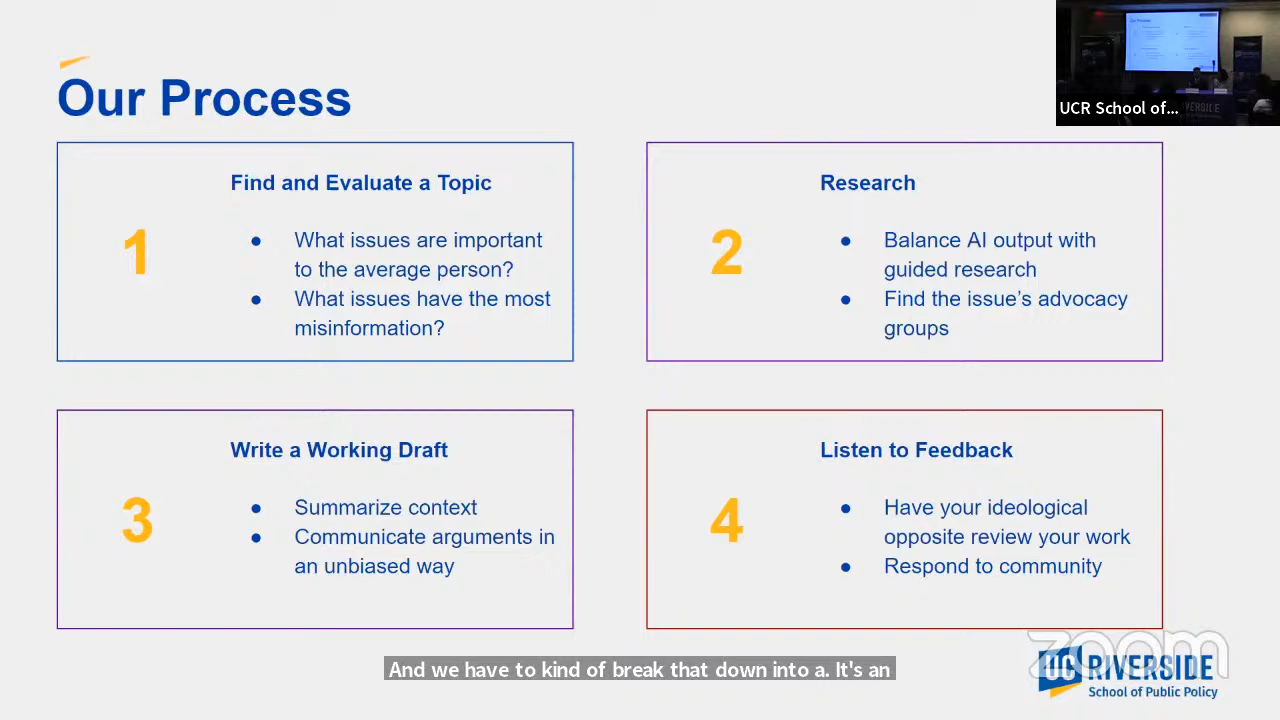 Our Process
UCR School of...
RIVERSIDE
Find and Evaluate a Topic
1
● What issues are important
to the average person?
● What issues have the most
misinformation?
Research
2
● Balance AI output with
guided research
● Find the issue's advocacy
groups
Write a Working Draft
3
● Summarize context
● Communicate arguments in
an unbiased way
Listen to Feedback
4
● Have your ideological
opposite review your work
● Respond to community
And we have to kind of break that down into a. It's an
zoom
UC RIVERSIDE
School of Public Policy